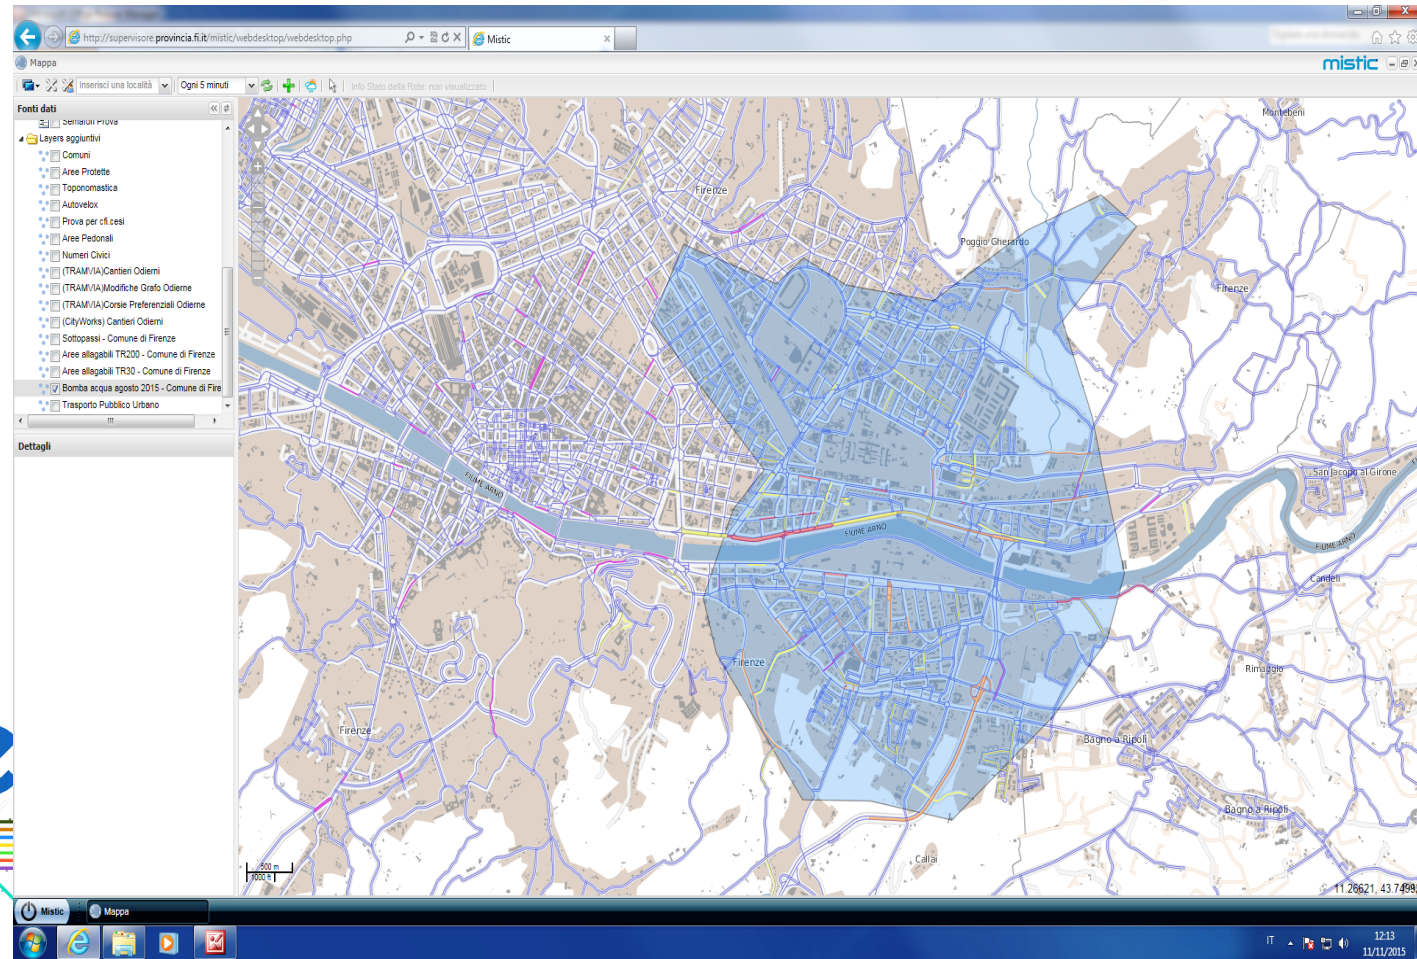 http://supervisore.provincia.fi.it/mistic/webdesktop/webdesktop.php
Mistic
Mappa
mistic
Inserisci una località
Ogni 5 minuti
Info Stato della Rete: non visualizzato
Fonti dati
Semafori Prova
Layers aggiuntivi
Comuni
Aree Protette
Toponomastica
Autovelox
Prova per cfi.cesi
Aree Pedonali
Numeri Civici
(TRAMVIA)Cantieri Odierni
(TRAMVIA)Modifiche Grafo Odierne
(TRAMVIA)Corsie Preferenziali Odierne
(CityWorks) Cantieri Odierni
Sottopassi - Comune di Firenze
Aree allagabili TR200 - Comune di Firenze
Aree allagabili TR30 - Comune di Firenze
Bomba acqua agosto 2015 - Comune di Fire
Trasporto Pubblico Urbano
Dettagli
Montebeni
Firenze
Poggio Gherardo
Firenze
San Jacopo al Girone
FIUME ARNO
FIUME ARNO
FIUME ARNO
Candeli
Firenze
Rimaggio
Firenze
Bagno a Ripoli
Bagno a Ripoli
Callai
500 m
1000 ft
11.26621, 43.7499
Mistic
Mappa
IT
12:13
11/11/2015